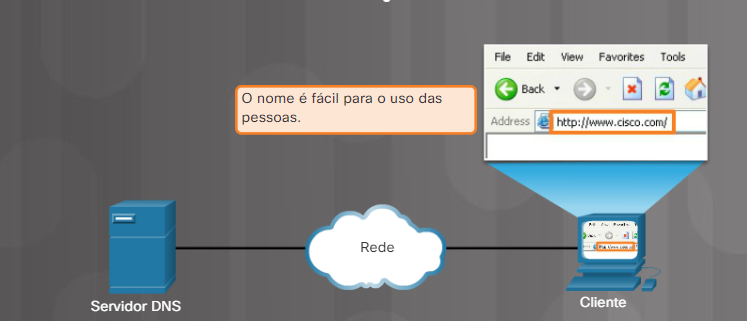 File Edit View Favorites Tools
Back
Address http://www.cisco.com/
O nome é fácil para o uso das
pessoas.
Rede
Servidor DNS
Cliente